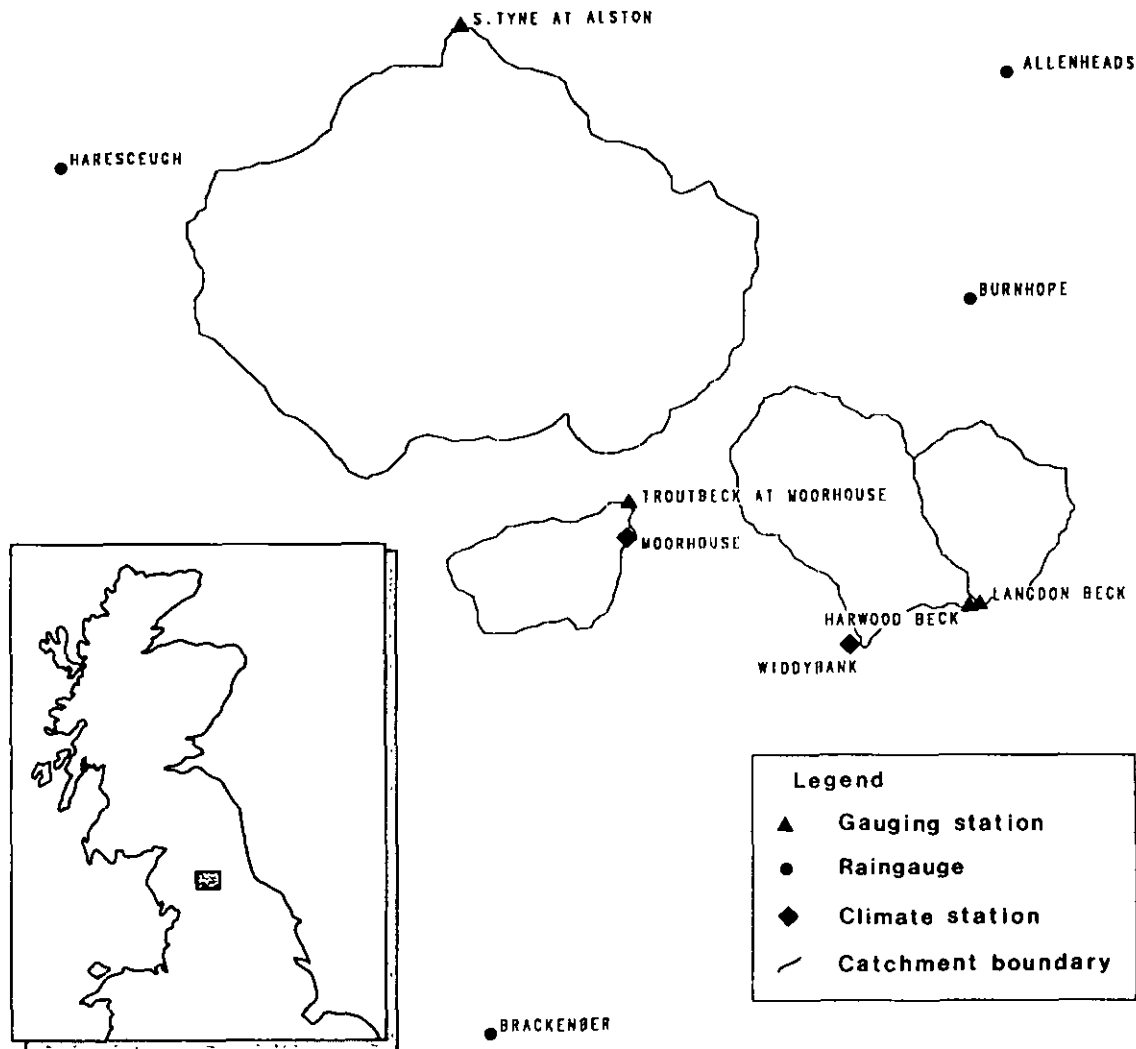 S.TYNE AT ALSTON
ALLENHEADS
HARESCEUGH
BURNHOPE
TROUTBECK AT MOORHOUSE
MOORHOUSE
LANGDON BECK
HARWOOD BECK
WIDDYBANK
Legend
Gauging station
Raingauge
Climate station
Catchment boundary
BRACKENBER